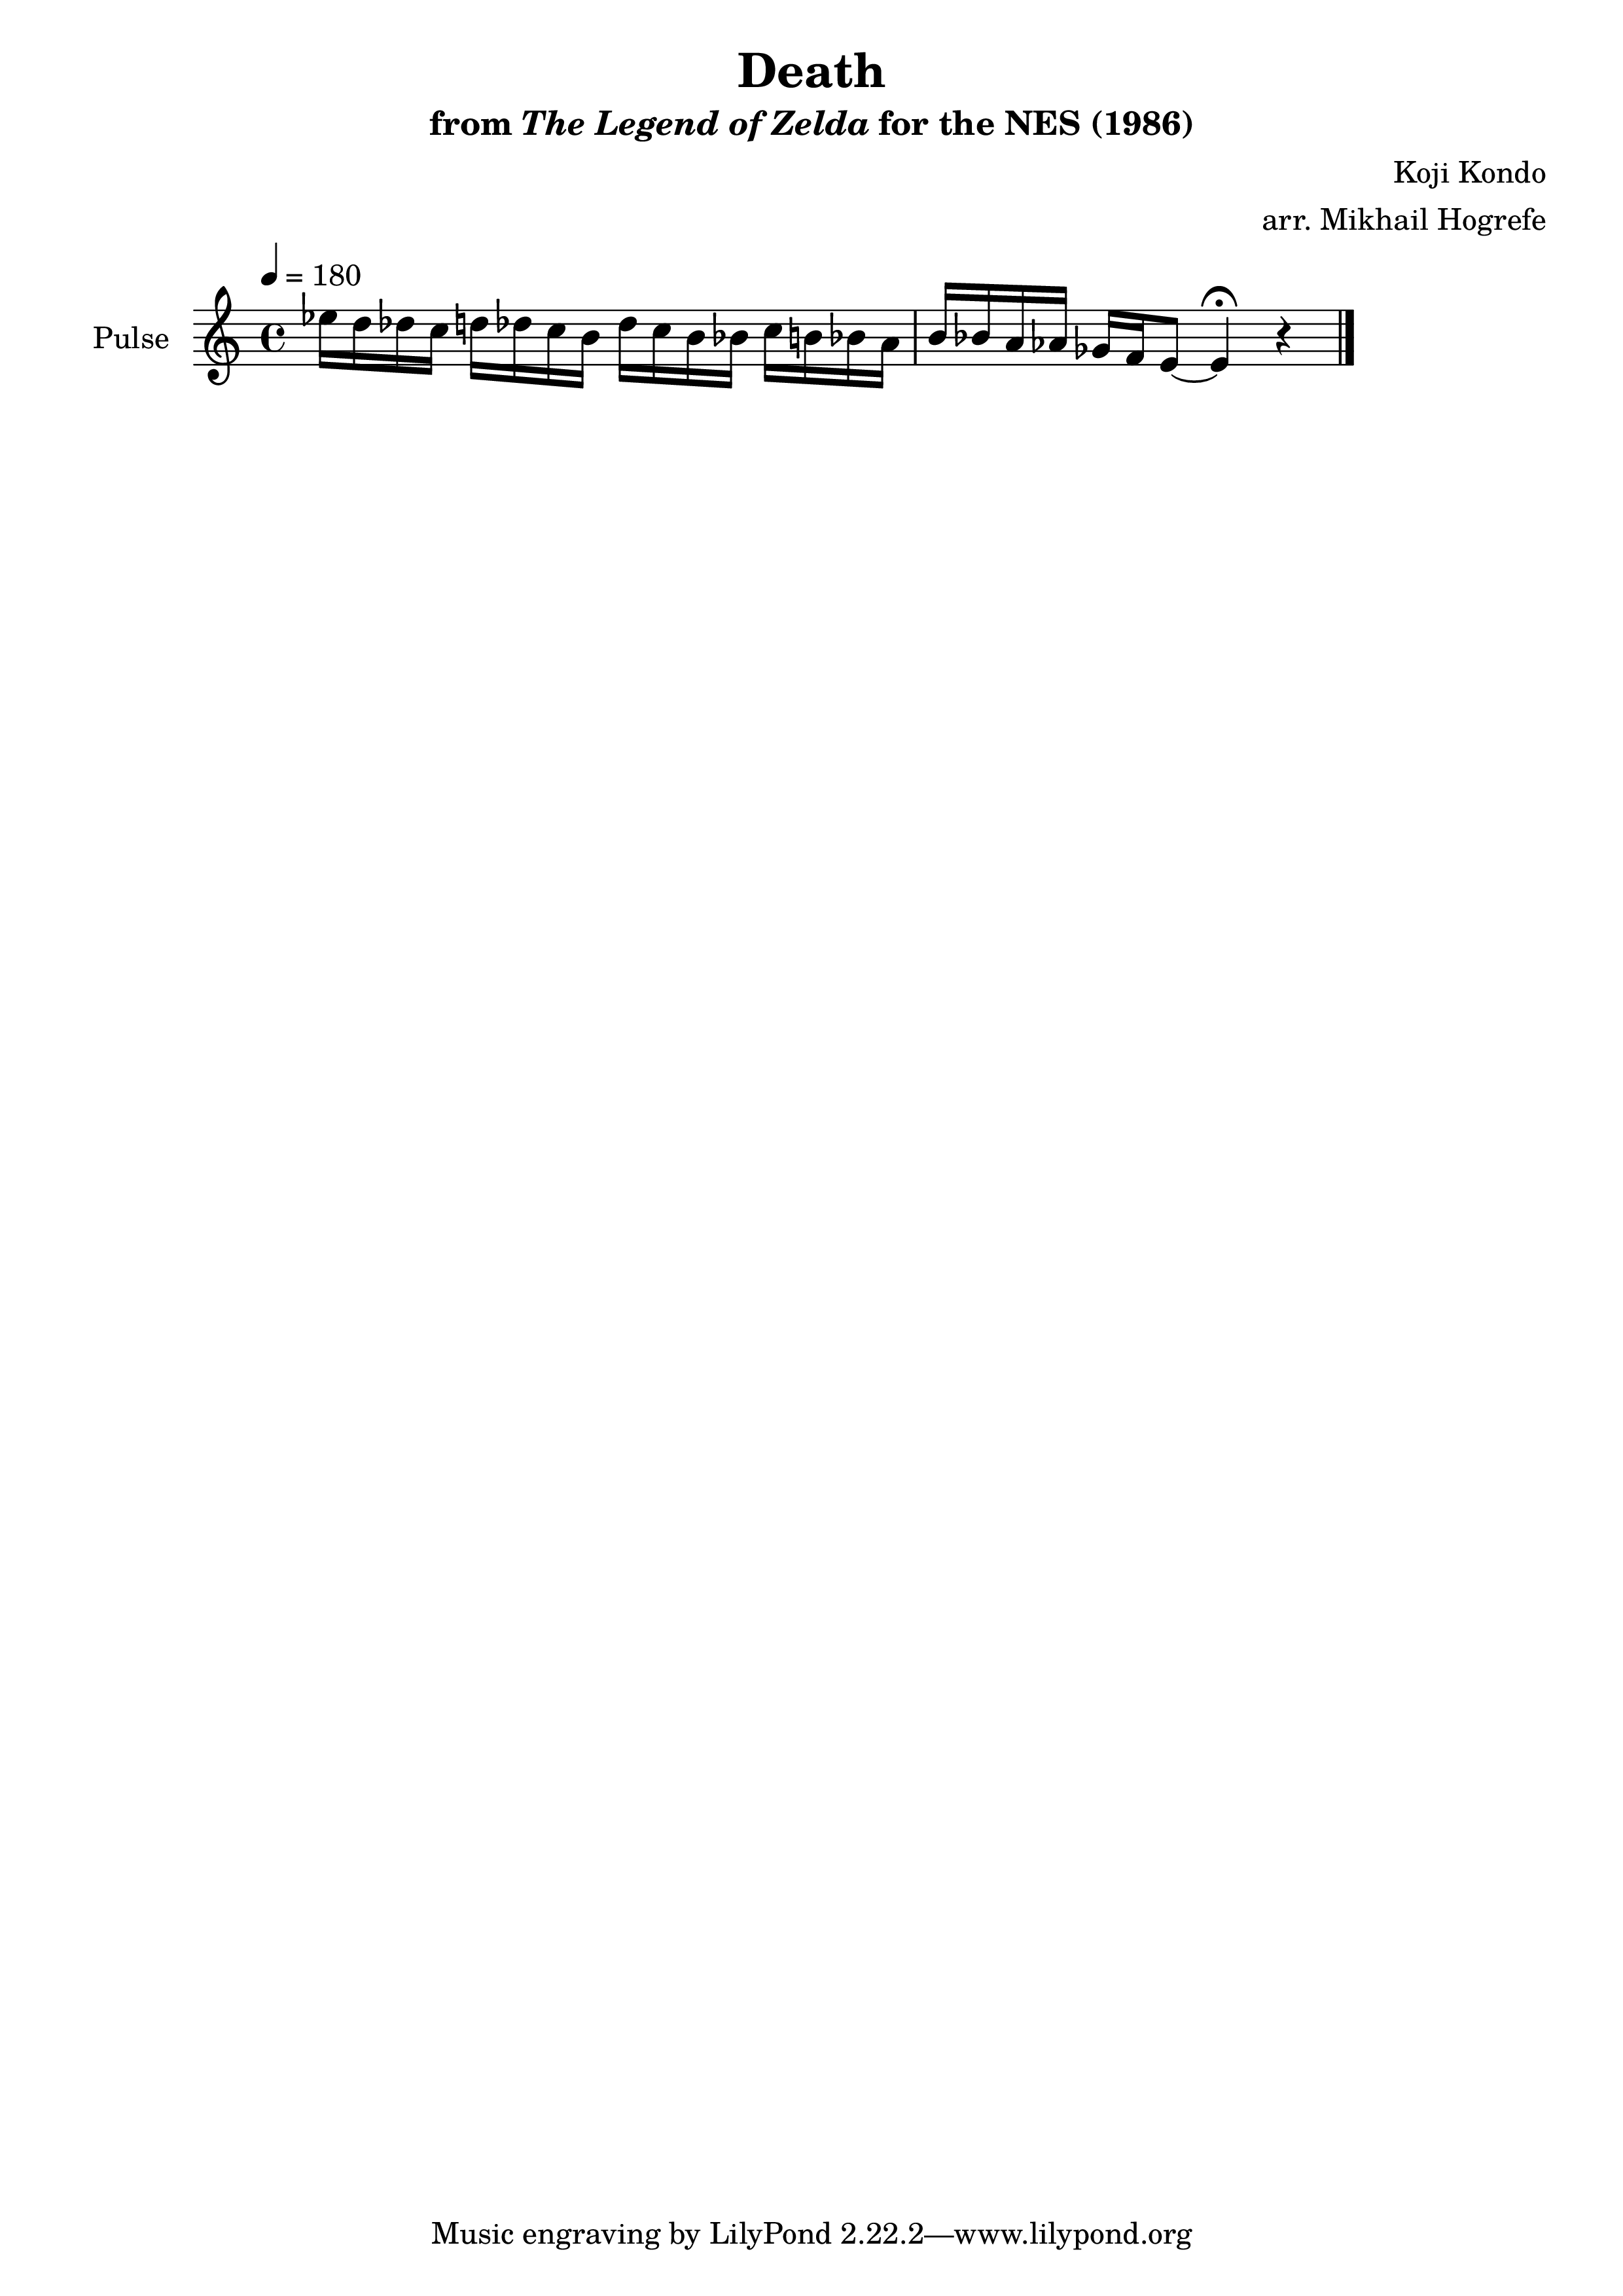 Death
from The Legend of Zelda for the NES (1986)
Koji Kondo
arr. Mikhail Hogrefe
= 180
Pulse
Music engraving by LilyPond 2.22.2—www.lilypond.org